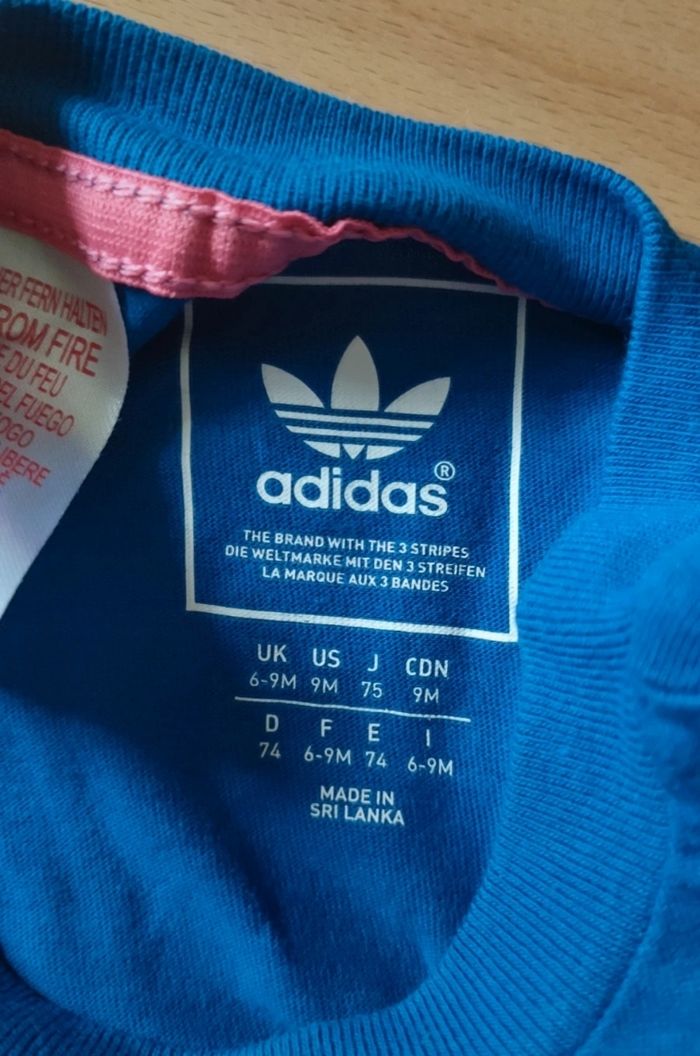 FERN HALTEN
FROM FIRE
DU FEU
DEL FUEGO
adidas®
THE BRAND WITH THE 3 STRIPES
DIE WELTMARKE MIT DEN 3 STREIFEN
LA MARQUE AUX 3 BANDES
UK US J CDN
6-9M 9M 75 9M
D F E I
74 6-9M 74 6-9M
MADE IN
SRI LANKA